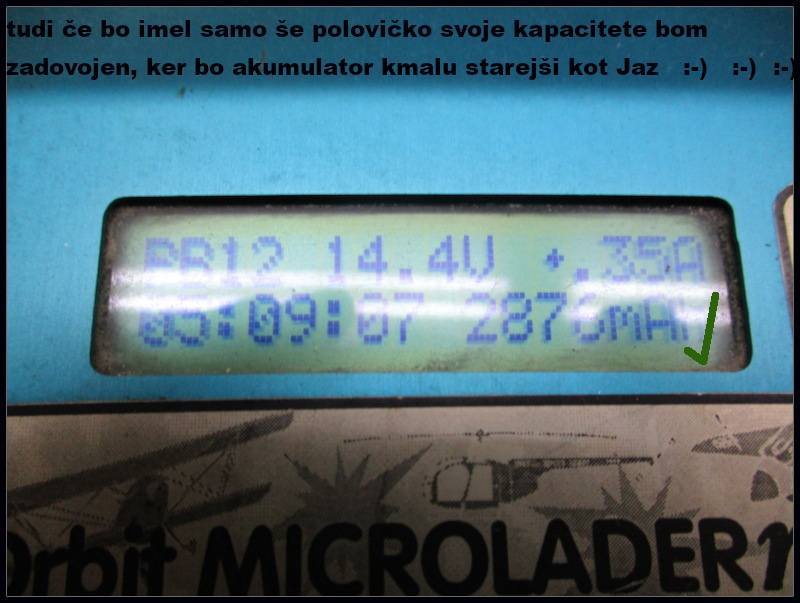 tudi če bo imel samo še polovičko svoje kapacitete bom
zadovojen, ker bo akumulator kmalu starejši kot Jaz :-) :-) :-)
PB12 14.4V +.35A
05:09:07 2876mAh
Orbit MICROLADER